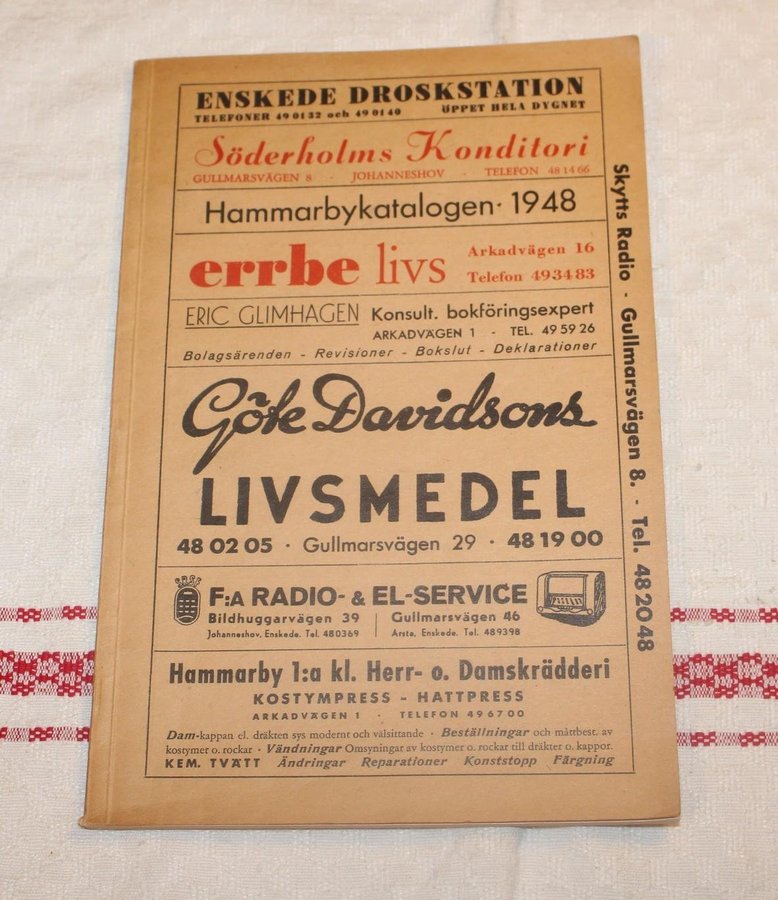 ENSKEDE DROSKSTATION
TELEFONER 49 01 32 och 49 01 40 ÖPPET HELA DYGNET
Söderholms Konditori
GULLMARSVÄGEN 8 - JOHANNESHOV - TELEFON 48 14 66
Hammarbykatalogen · 1948
errbe livs
Arkadvägen 16
Telefon 49 34 83
ERIC GLIMHAGEN Konsult. bokföringsexpert
ARKADVÄGEN 1 - TEL. 49 59 26
Bolagsärenden - Revisioner - Bokslut - Deklarationer
Göte Davidsons
LIVSMEDEL
48 02 05 · Gullmarsvägen 29 · 48 19 00
F:A RADIO- & EL-SERVICE
Bildhuggarvägen 39
Johanneshov, Enskede. Tel. 480369
Gullmarsvägen 46
Årsta, Enskede. Tel. 489398
Hammarby 1:a kl. Herr- o. Damskrädderi
KOSTYMPRESS - HATTPRESS
ARKADVÄGEN 1 · TELEFON 49 67 00
Dam-kappan el. dräkten sys modernt och välsittande · Beställningar och måttbest. av
kostymer o. rockar · Vändningar Omsyningar av kostymer o. rockar till dräkter o. kappor.
KEM. TVÄTT Ändringar Reparationer Konststopp Färgning
Skytts Radio - Gullmarsvägen 8. - Tel. 48 20 48